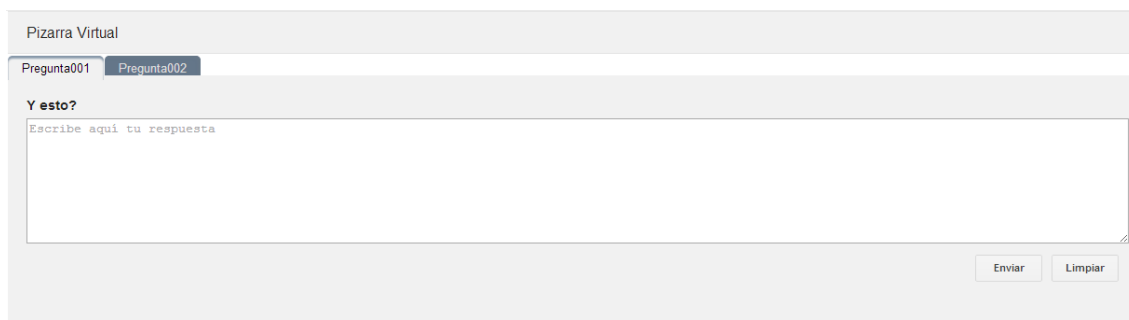 Pizarra Virtual
Pregunta001 Pregunta002
Y esto?
Escribe aquí tu respuesta
Enviar Limpiar